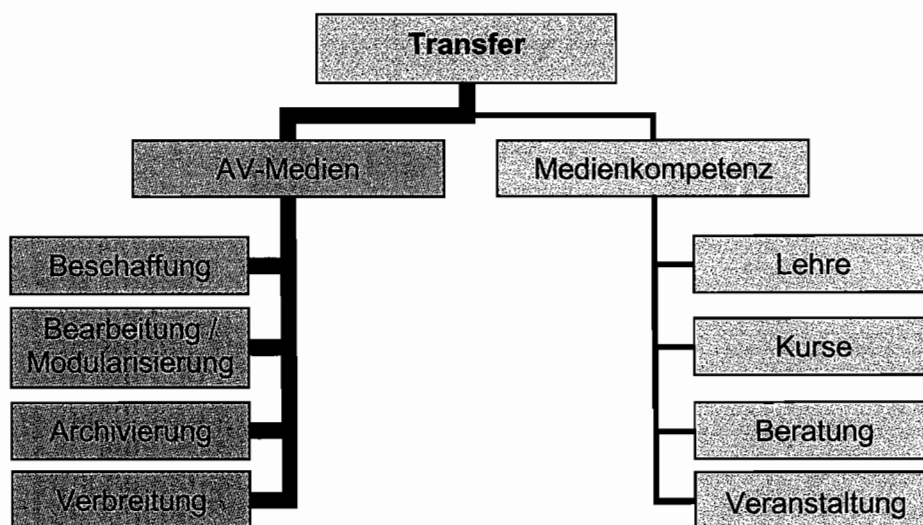 Transfer
AV-Medien
Medienkompetenz
Beschaffung
Bearbeitung /
Modularisierung
Archivierung
Verbreitung
Lehre
Kurse
Beratung
Veranstaltung